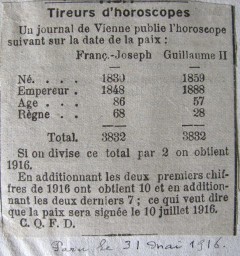 Tireurs d'horoscopes
Un journal de Vienne publie l'horoscope
suivant sur la date de la paix :
Franç.-Joseph Guillaume II
Né. . . . 1830 1859
Empereur . 1848 1888
Age . . . 86 57
Règne . . 68 28
Total. 3832 3832
Si on divise ce total par 2 on obtient
1916.
En additionnant les deux premiers chif-
fres de 1916 on obtient 10 et en addition-
nant les deux derniers 7 ; ce qui veut dire
que la paix sera signée le 10 juillet 1916.
C. Q. F. D.
Paru le 31 mai 1916.